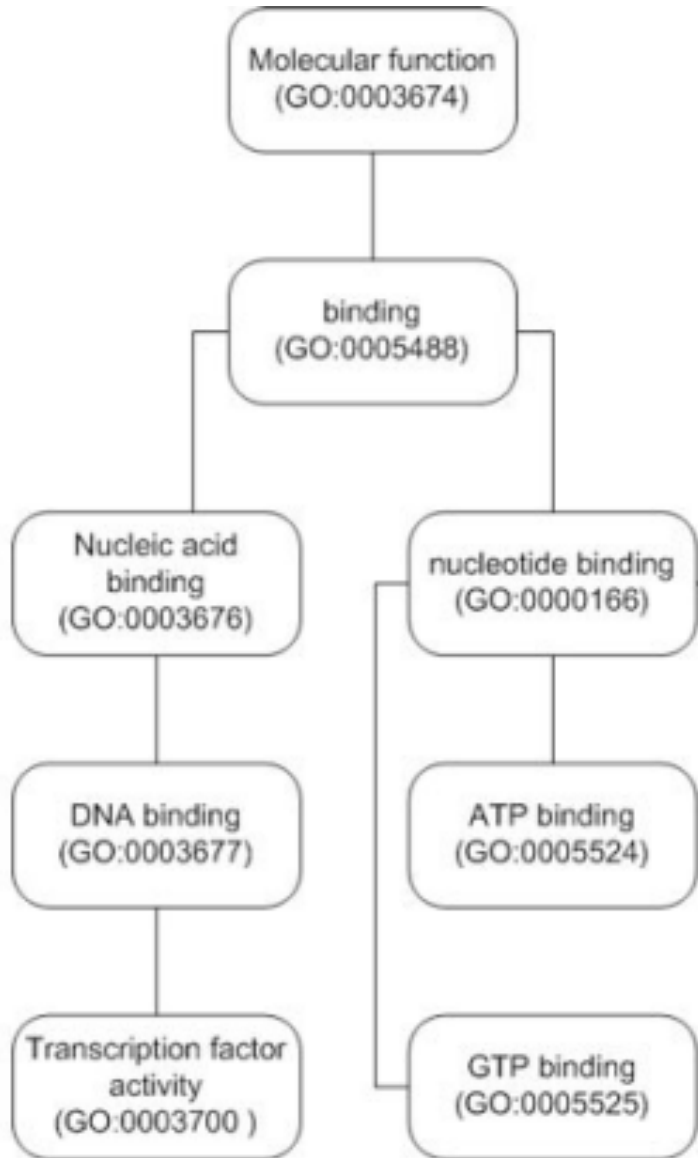 Molecular function
(GO:0003674)
binding
(GO:0005488)
Nucleic acid
binding
(GO:0003676)
nucleotide binding
(GO:0000166)
DNA binding
(GO:0003677)
ATP binding
(GO:0005524)
Transcription factor
activity
(GO:0003700 )
GTP binding
(GO:0005525)